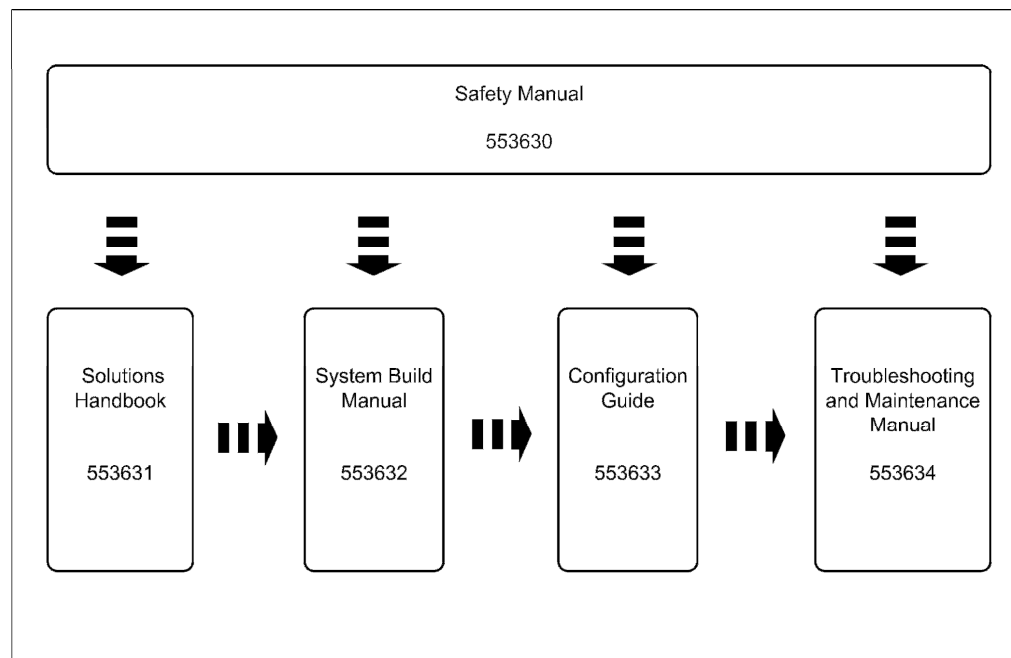 Safety Manual
553630
Solutions
Handbook
553631
System Build
Manual
553632
Configuration
Guide
553633
Troubleshooting
and Maintenance
Manual
553634